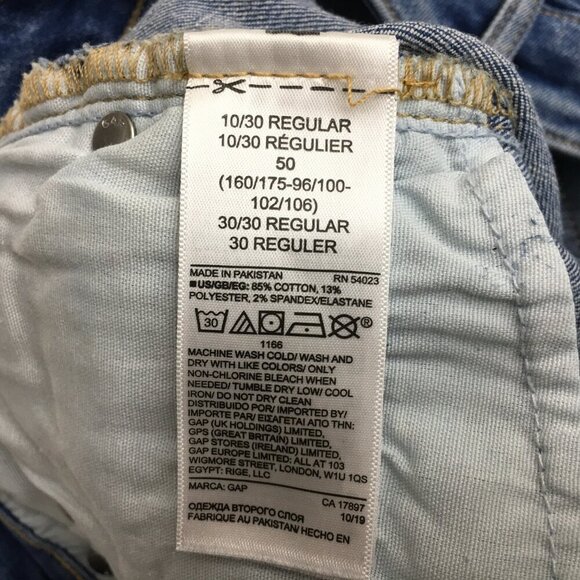 10/30 REGULAR
10/30 RÉGULIER
50
(160/175-96/100-
102/106)
30/30 REGULAR
30 REGULER
MADE IN PAKISTAN RN 54023
■US/GB/EG: 85% COTTON, 13%
POLYESTER, 2% SPANDEX/ELASTANE
30
®
1166
MACHINE WASH COLD/ WASH AND
DRY WITH LIKE COLORS/ ONLY
NON-CHLORINE BLEACH WHEN
NEEDED/ TUMBLE DRY LOW/ COOL
IRON/ DO NOT DRY CLEAN
DISTRIBUIDO POR/ IMPORTED BY/
IMPORTE PAR/ ΕΙΣΑΓΕΤΑΙ ΑΠΟ ΤΗΝ:
GAP (UK HOLDINGS) LIMITED,
GPS (GREAT BRITAIN) LIMITED.
GAP STORES (IRELAND) LIMITED.
GAP EUROPE LIMITED: ALL AT 103
WIGMORE STREET, LONDON, W1U 1QS
EGYPT: RIGE, LLC
MARCA: GAP CA 17897
10/19
ОДЕЖДА ВТОРОГО СЛОЯ
FABRIQUE AU PAKISTAN/ HECHO EN